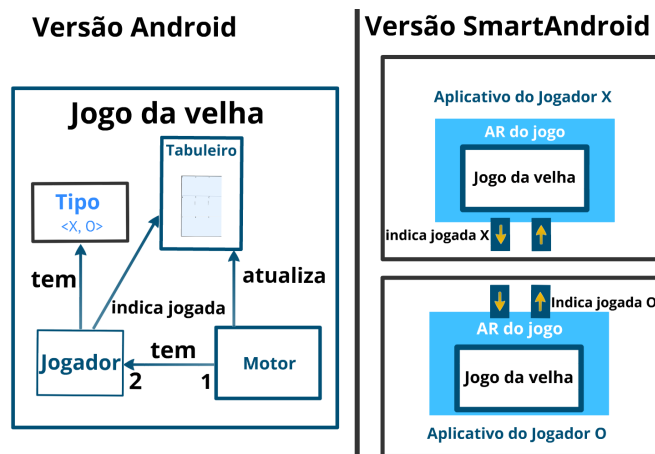 Versão Android
Jogo da velha
Tabuleiro
Tipo
<X, O>
tem
indica jogada
atualiza
Jogador
tem
2
1
Motor
Versão SmartAndroid
Aplicativo do Jogador X
AR do jogo
Jogo da velha
indica jogada X
Indica jogada O
AR do jogo
Jogo da velha
Aplicativo do Jogador O